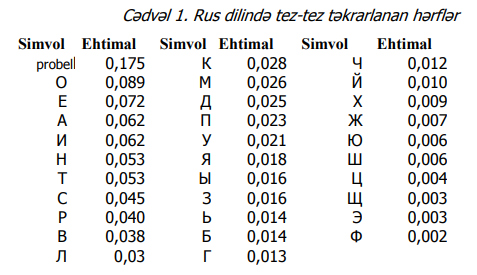 Cədvəl 1. Rus dilində tez-tez təkrarlanan hərflər
Simvol Ehtimal Simvol Ehtimal Simvol Ehtimal
probell 0,175 К 0,028 Ч 0,012
О 0,089 М 0,026 Й 0,010
Е 0,072 Д 0,025 Х 0,009
А 0,062 П 0,023 Ж 0,007
И 0,062 У 0,021 Ю 0,006
Н 0,053 Я 0,018 Ш 0,006
Т 0,053 Ы 0,016 Ц 0,004
С 0,045 З 0,016 Щ 0,003
Р 0,040 Ь 0,014 Э 0,003
В 0,038 Б 0,014 Ф 0,002
Л 0,03 Г 0,013